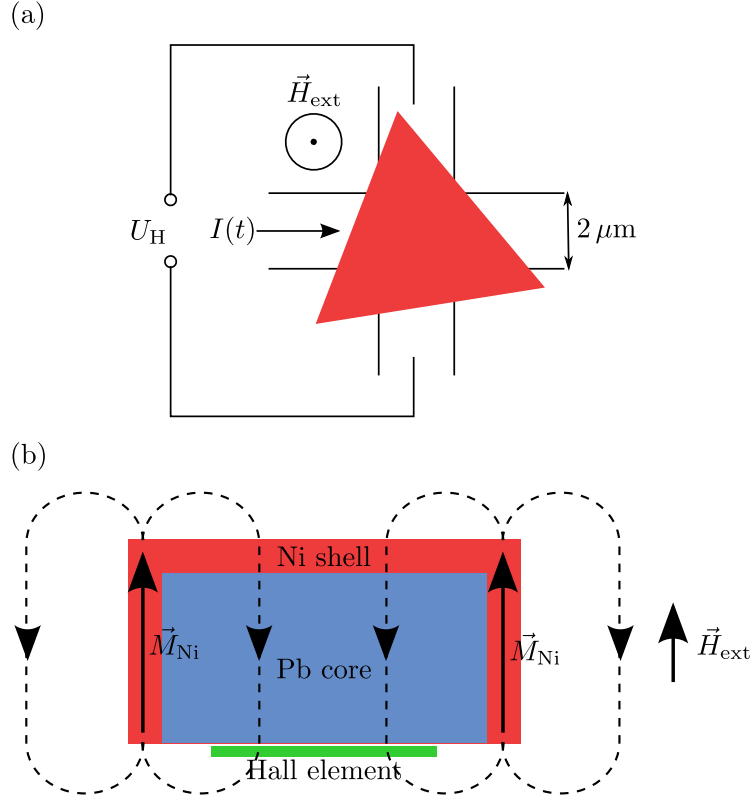 (a)
H⃗ext
UH
I(t)
2 μm
(b)
Ni shell
M⃗Ni
M⃗Ni
H⃗ext
Pb core
Hall element